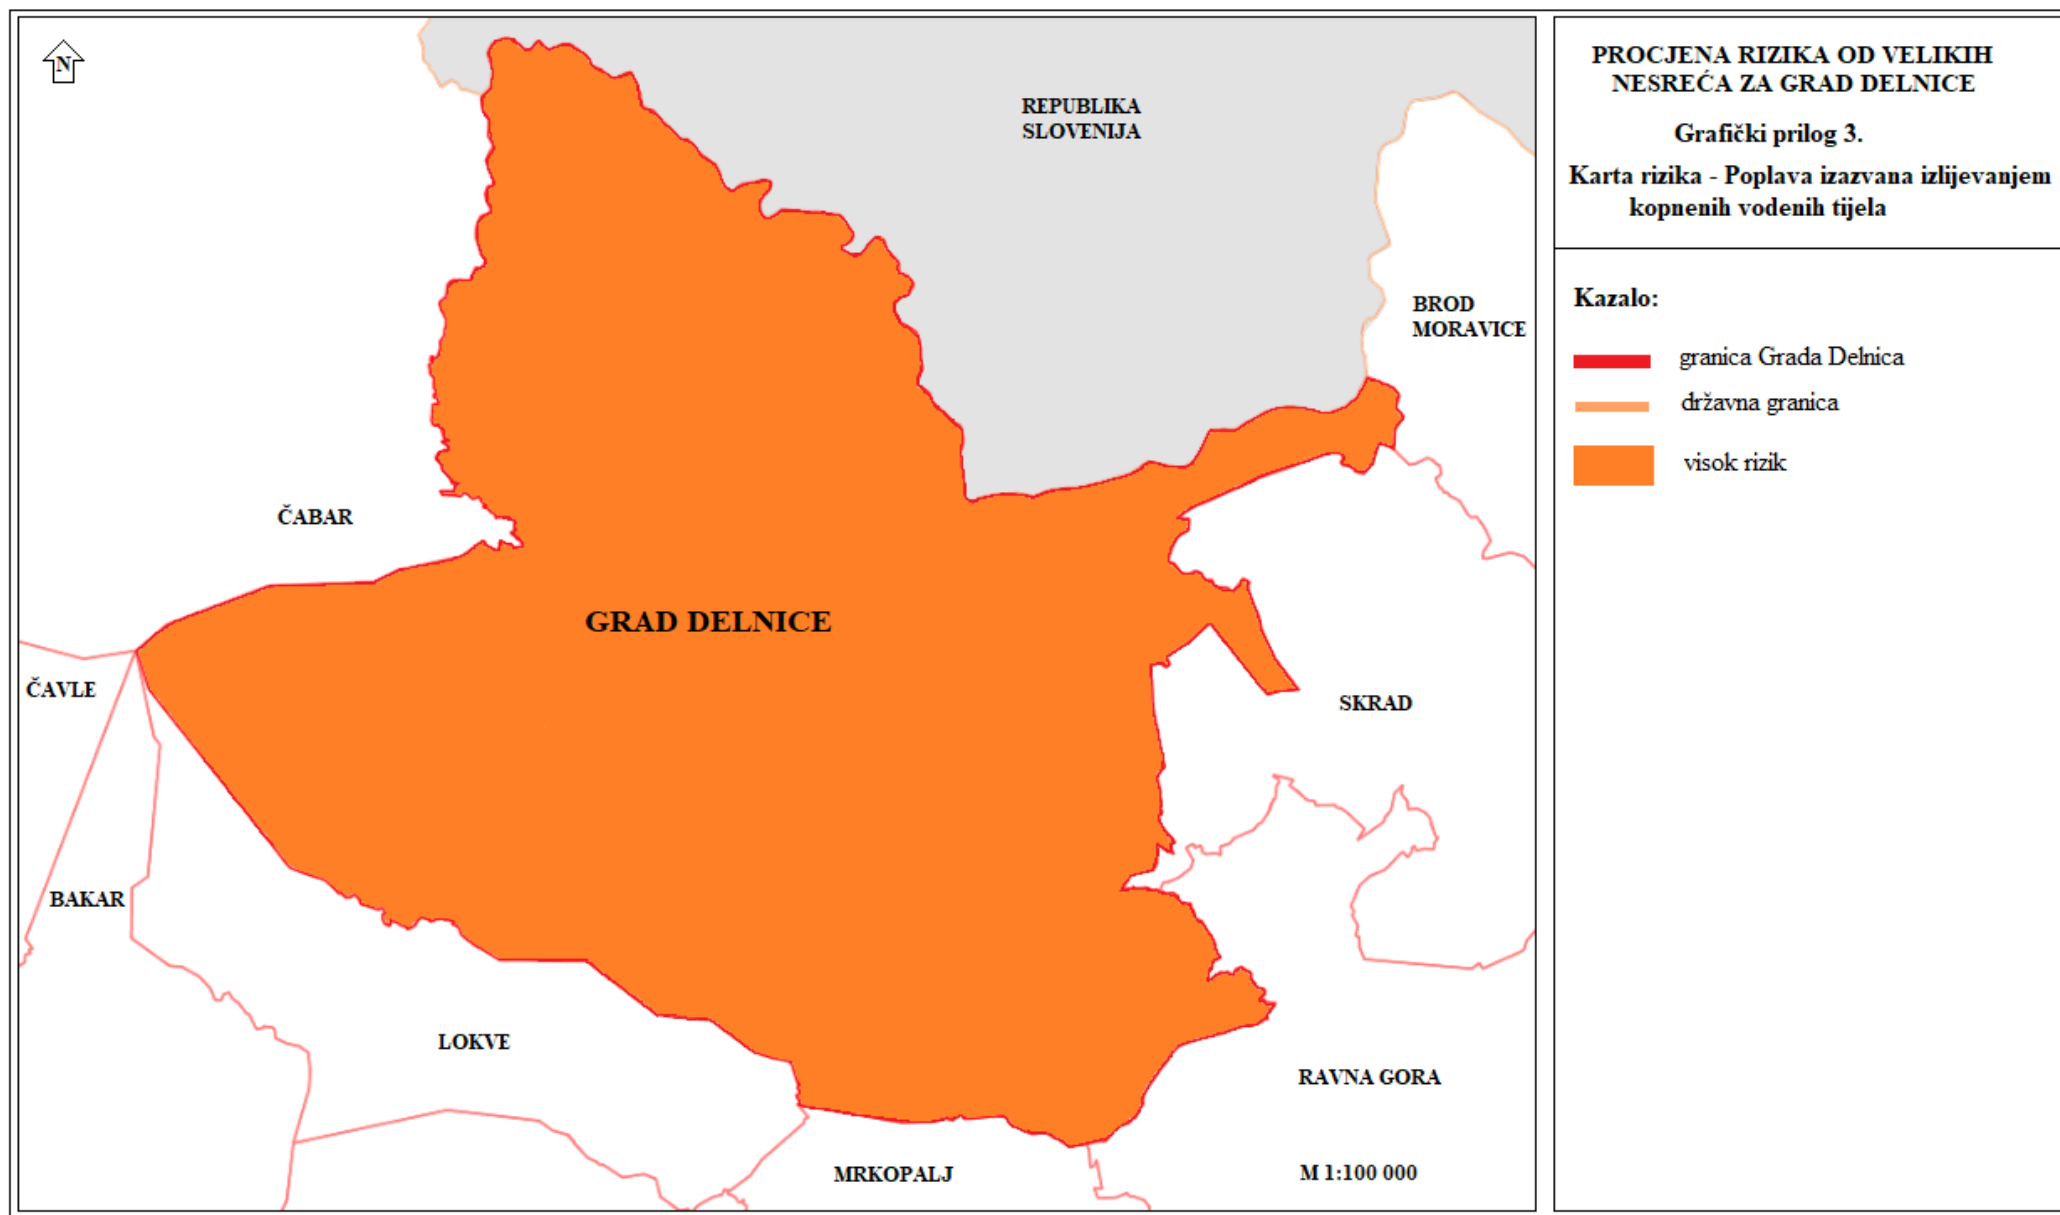 N
REPUBLIKA
SLOVENIJA
BROD
MORAVICE
ČABAR
GRAD DELNICE
ČAVLE
SKRAD
BAKAR
LOKVE
RAVNA GORA
MRKOPALJ
M 1:100 000
PROCJENA RIZIKA OD VELIKIH
NESREĆA ZA GRAD DELNICE
Grafički prilog 3.
Karta rizika - Poplava izazvana izlijevanjem
kopnenih vodenih tijela
Kazalo:
granica Grada Delnica
državna granica
visok rizik